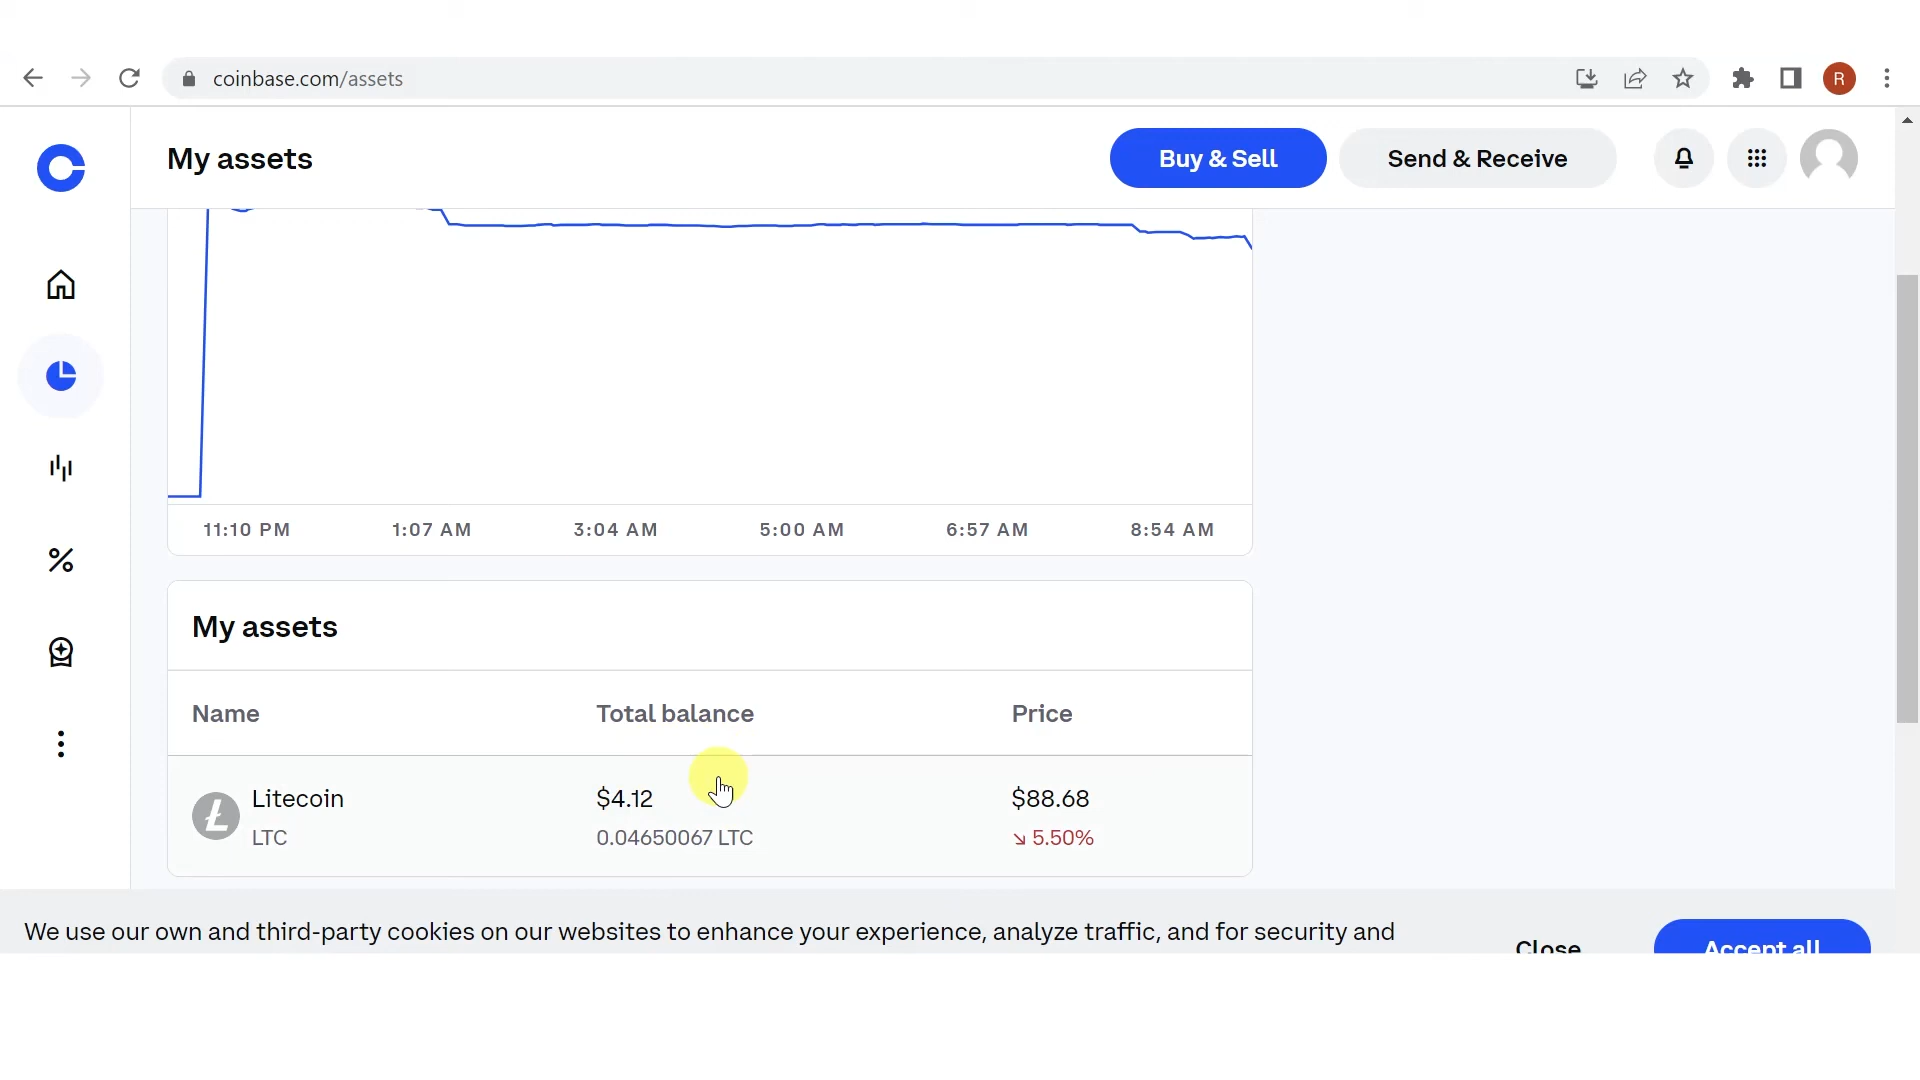 coinbase.com/assets
R
My assets
Buy & Sell
Send & Receive
11:10 PM 1:07 AM 3:04 AM 5:00 AM 6:57 AM 8:54 AM
My assets
Name Total balance Price
Litecoin $4.12 $88.68
LTC 0.04650067 LTC 5.50%
We use our own and third-party cookies on our websites to enhance your experience, analyze traffic, and for security and
Close
Accept all